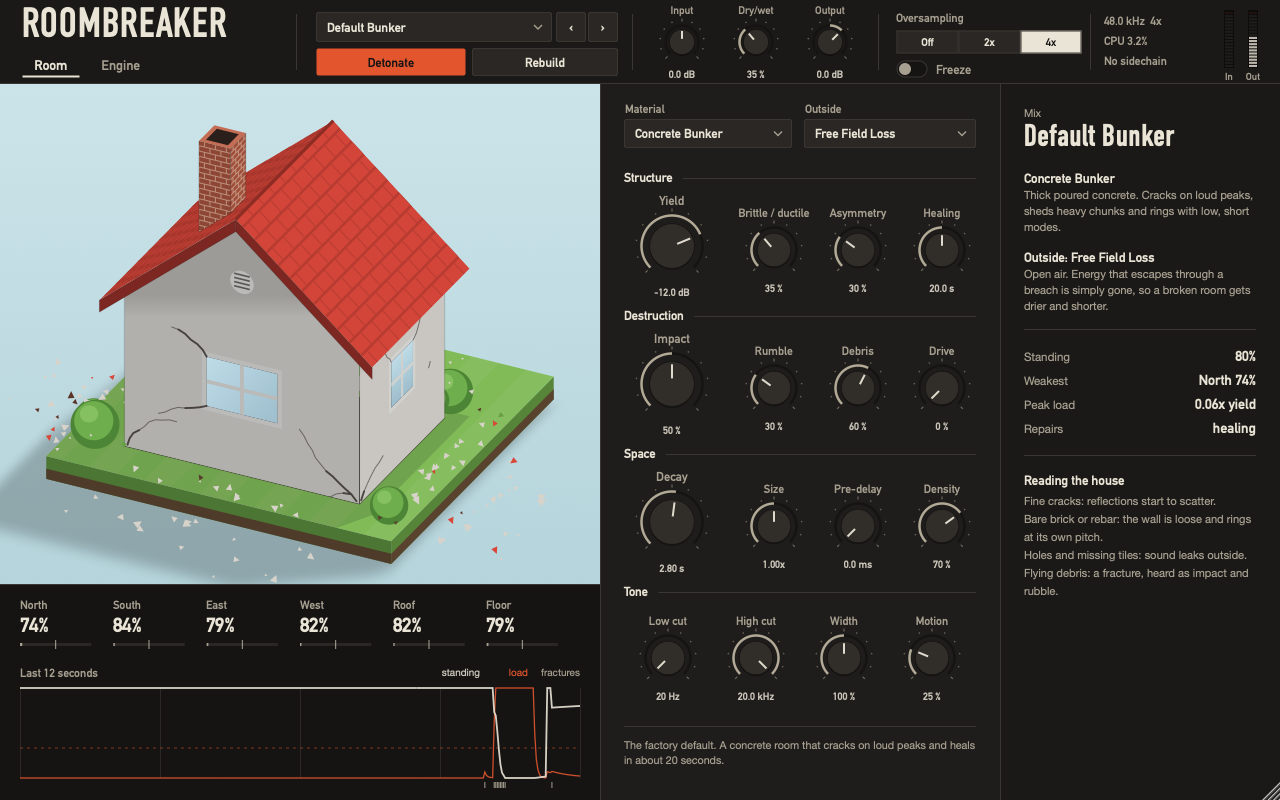 ROOMBREAKER
Room
Engine
Default Bunker
‹
›
Detonate
Rebuild
Input
0.0 dB
Dry/wet
35 %
Output
0.0 dB
Oversampling
Off
2x
4x
Freeze
48.0 kHz 4x
CPU 3.2%
No sidechain
In
Out
North
74%
South
84%
East
79%
West
82%
Roof
82%
Floor
79%
Last 12 seconds
standing
load
fractures
Material
Concrete Bunker
Outside
Free Field Loss
Structure
Yield
-12.0 dB
Brittle / ductile
35 %
Asymmetry
30 %
Healing
20.0 s
Destruction
Impact
50 %
Rumble
30 %
Debris
60 %
Drive
0 %
Space
Decay
2.80 s
Size
1.00x
Pre-delay
0.0 ms
Density
70 %
Tone
Low cut
20 Hz
High cut
20.0 kHz
Width
100 %
Motion
25 %
The factory default. A concrete room that cracks on loud peaks and heals
in about 20 seconds.
Mix
Default Bunker
Concrete Bunker
Thick poured concrete. Cracks on loud peaks,
sheds heavy chunks and rings with low, short
modes.
Outside: Free Field Loss
Open air. Energy that escapes through a
breach is simply gone, so a broken room gets
drier and shorter.
Standing
80%
Weakest
North 74%
Peak load
0.06x yield
Repairs
healing
Reading the house
Fine cracks: reflections start to scatter.
Bare brick or rebar: the wall is loose and rings
at its own pitch.
Holes and missing tiles: sound leaks outside.
Flying debris: a fracture, heard as impact and
rubble.